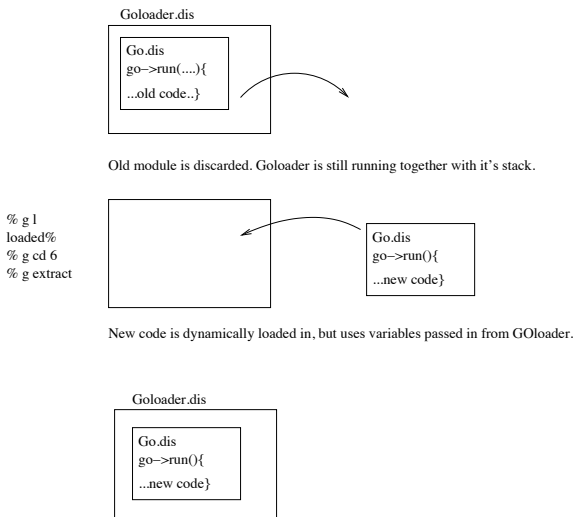 Goloader.dis
Go.dis
go−>run(....){
...old code..}
Old module is discarded. Goloader is still running together with it's stack.
% g l
loaded%
% g cd 6
% g extract
Go.dis
go−>run(){
...new code}
New code is dynamically loaded in, but uses variables passed in from GOloader.
Goloader.dis
Go.dis
go−>run(){
...new code}